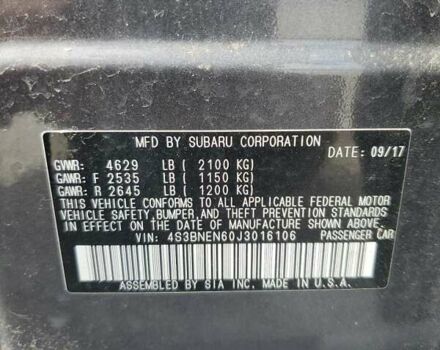 MFD BY SUBARU CORPORATION
DATE: 09/17
GVWR: 4629 LB ( 2100 KG)
GAWR: F 2535 LB ( 1150 KG)
GAWR: R 2645 LB ( 1200 KG)
THIS VEHICLE CONFORMS TO ALL APPLICABLE FEDERAL MOTOR
VEHICLE SAFETY, BUMPER, AND THEFT PREVENTION STANDARDS
IN EFFECT ON THE DATE OF MANUFACTURE SHOWN ABOVE.
VIN: 4S3BNEN60J3016106
PASSENGER CAR
ASSEMBLED BY SIA INC. IN U.S.A.